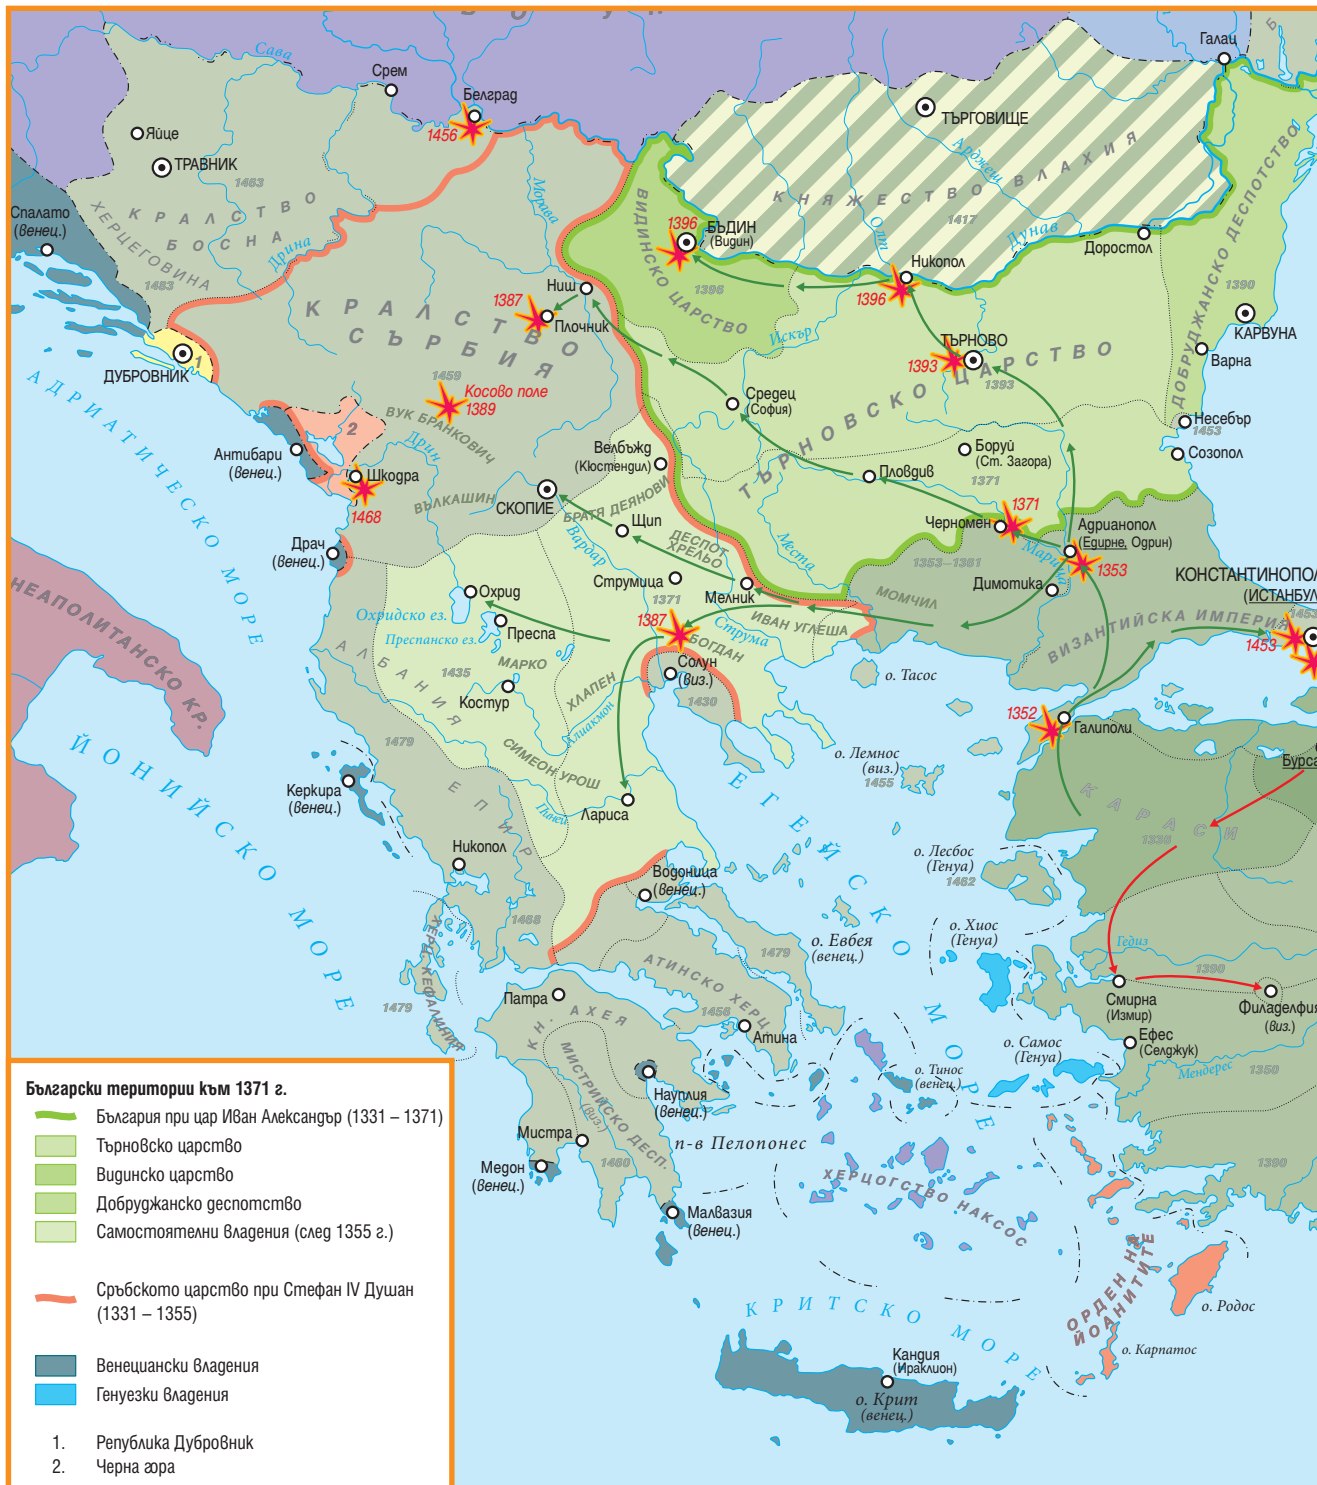 Галац
Сава
Срем
Белград
1456
Яйце
ТРАВНИК
1463
КРАЛСТВО
БОСНА
ХЕРЦЕГОВИНА
1483
Дрина
Морава
Спалато
(венец.)
ТЪРГОВИЩЕ
Арджеш
КНЯЖЕСТВО ВЛАХИЯ
1417
Олт
Дунав
Доростол
ДОБРУДЖАНСКО ДЕСПОТСТВО
1390
КАРВУНА
Варна
ВИДИНСКО ЦАРСТВО
1396
1396
БЪДИН
(Видин)
Никопол
1396
Искър
Ниш
1387
Плочник
КРАЛСТВО
СЪРБИЯ
1459
Косово поле
1389
ВУК БРАНКОВИЧ
ДУБРОВНИК
1
2
Дрин
Антибари
(венец.)
Шкодра
1468
ВЪЛКАШИН
СКОПИЕ
ТЪРНОВО
1393
1393
ТЪРНОВСКО ЦАРСТВО
Средец
(София)
Велбъжд
(Кюстендил)
БРАТЯ ДЕЯНОВИ
Боруй
(Ст. Загора)
1371
Пловдив
Несебър
1453
Созопол
Щип
ДЕСПОТ
ХРЕЛЬО
Места
Черномен
1371
Марица
Адрианопол
(Едирне, Одрин)
1353
1353–1361
Димотика
МОМЧИЛ
КОНСТАНТИНОПОЛ
(ИСТАНБУЛ
1453
1453
ВИЗАНТИЙСКА ИМПЕРИЯ
Драч
(венец.)
Вардар
Струмица
1371
Мелник
ИВАН УГЛЕША
Струма
1387
БОГДАН
Солун
(виз.)
1430
Охрид
Охридско ез.
Преспа
Преспанско ез.
МАРКО
1435
Костур
ХЛАПЕН
Алиакмон
АЛБАНИЯ
1479
СИМЕОН УРОШ
Лариса
ЕПИР
1468
Керкира
(венец.)
Никопол
АДРИАТИЧЕСКО МОРЕ
НЕАПОЛИТАНСКО КР.
ЙОНИЙСКО МОРЕ
ЕГЕЙСКО МОРЕ
о. Тасос
о. Лемнос
(виз.)
1455
1352
Галиполи
Бурса
КАРАСИ
1336
о. Лесбос
(Генуа)
1462
о. Хиос
(Генуа)
Гедиз
1390
Смирна
(Измир)
Филаделфия
(виз.)
Ефес
(Селджук)
Мендерес
1350
1390
о. Самос
(Генуа)
о. Тинос
(венец.)
Водоница
(венец.)
1479
о. Евбея
(венец.)
АТИНСКО ХЕРЦ.
1456
Атина
ХЕРЦ. КЕФАЛИНИЯ
1479
Патра
КН. АХЕЯ
МИСТРИЙСКО ДЕСП.
(виз.)
1460
Науплия
(венец.)
Мистра
п-в Пелопонес
Медон
(венец.)
Малвазия
(венец.)
ХЕРЦОГСТВО НАКСОС
ОРДЕН НА
ЙОАНИТИТЕ
о. Родос
о. Карпатос
КРИТСКО МОРЕ
Кандия
(Ираклион)
о. Крит
(венец.)
Български територии към 1371 г.
България при цар Иван Александър (1331 – 1371)
Търновско царство
Видинско царство
Добруджанско деспотство
Самостоятелни владения (след 1355 г.)
Сръбското царство при Стефан IV Душан
(1331 – 1355)
Венециански владения
Генуезки владения
1. Република Дубровник
2. Черна гора